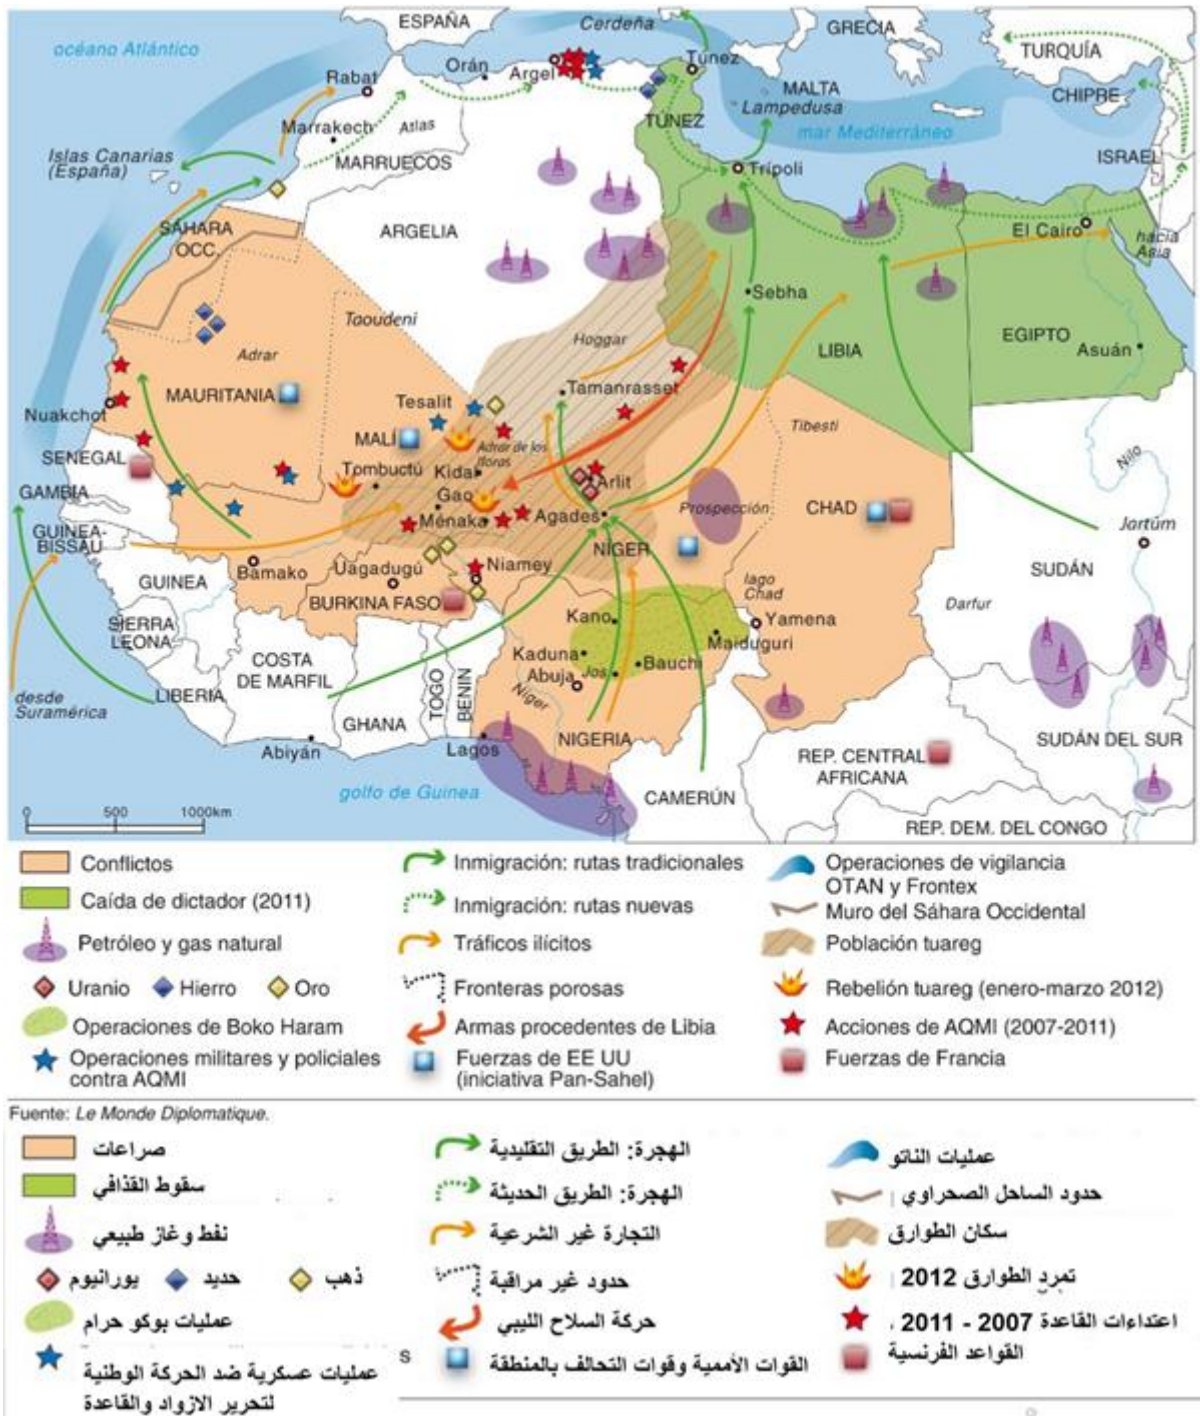 ESPAÑA
Cerdeña
GRECIA
océano Atlántico
TURQUÍA
Rabat
Orán
Argel
Túnez
MALTA
Lampedusa
CHIPRE
Marrakech
Atlas
TÚNEZ
mar Mediterráneo
Islas Canarias
(España)
MARRUECOS
Trípoli
ISRAEL
SÁHARA
OCC.
ARGELIA
El Cairo
hacia
Asia
Taoudeni
Sebha
Adrar
Hoggar
LIBIA
EGIPTO
Asuán
MAURITANIA
Tesalit
Tamanrasset
Nuakchot
MALÍ
Adrar de los
Iforas
Tibesti
SENEGAL
Tombuctú
Kidal
Arlit
Nilo
GAMBIA
Gao
Prospección
CHAD
GUINEA-
BISSAU
Ménaka
Agades
Jartúm
NÍGER
GUINEA
Bamako
Uagadugú
Niamey
SUDÁN
BURKINA FASO
lago
Chad
Darfur
SIERRA
LEONA
Kano
Yamena
Maiduguri
COSTA
DE MARFIL
Kaduna
Bauchi
Abuja
Jos
desde
Suramérica
LIBERIA
GHANA
TOGO
BENIN
Níger
Abiyán
Lagos
NIGERIA
SUDÁN DEL SUR
REP. CENTRAL
AFRICANA
golfo de Guinea
CAMERÚN
REP. DEM. DEL CONGO
0 500 1000km
Conflictos
Caída de dictador (2011)
Petróleo y gas natural
Uranio Hierro Oro
Operaciones de Boko Haram
Operaciones militares y policiales
contra AQMI
Inmigración: rutas tradicionales
Inmigración: rutas nuevas
Tráficos ilícitos
Fronteras porosas
Armas procedentes de Libia
Fuerzas de EE UU
(iniciativa Pan-Sahel)
Operaciones de vigilancia
OTAN y Frontex
Muro del Sáhara Occidental
Población tuareg
Rebelión tuareg (enero-marzo 2012)
Acciones de AQMI (2007-2011)
Fuerzas de Francia
Fuente: Le Monde Diplomatique.
صراعات
سقوط القذافي
نفط وغاز طبيعي
يورانيوم حديد ذهب
عمليات بوكو حرام
عمليات عسكرية ضد الحركة الوطنية
لتحرير الازواد والقاعدة
الهجرة: الطريق التقليدية
الهجرة: الطريق الحديثة
التجارة غير الشرعية
حدود غير مراقبة
حركة السلاح الليبي
s
القوات الأممية وقوات التحالف بالمنطقة
عمليات الناتو
حدود الساحل الصحراوي
سكان الطوارق
تمرد الطوارق 2012
اعتداءات القاعدة 2007 - 2011
القواعد الفرنسية